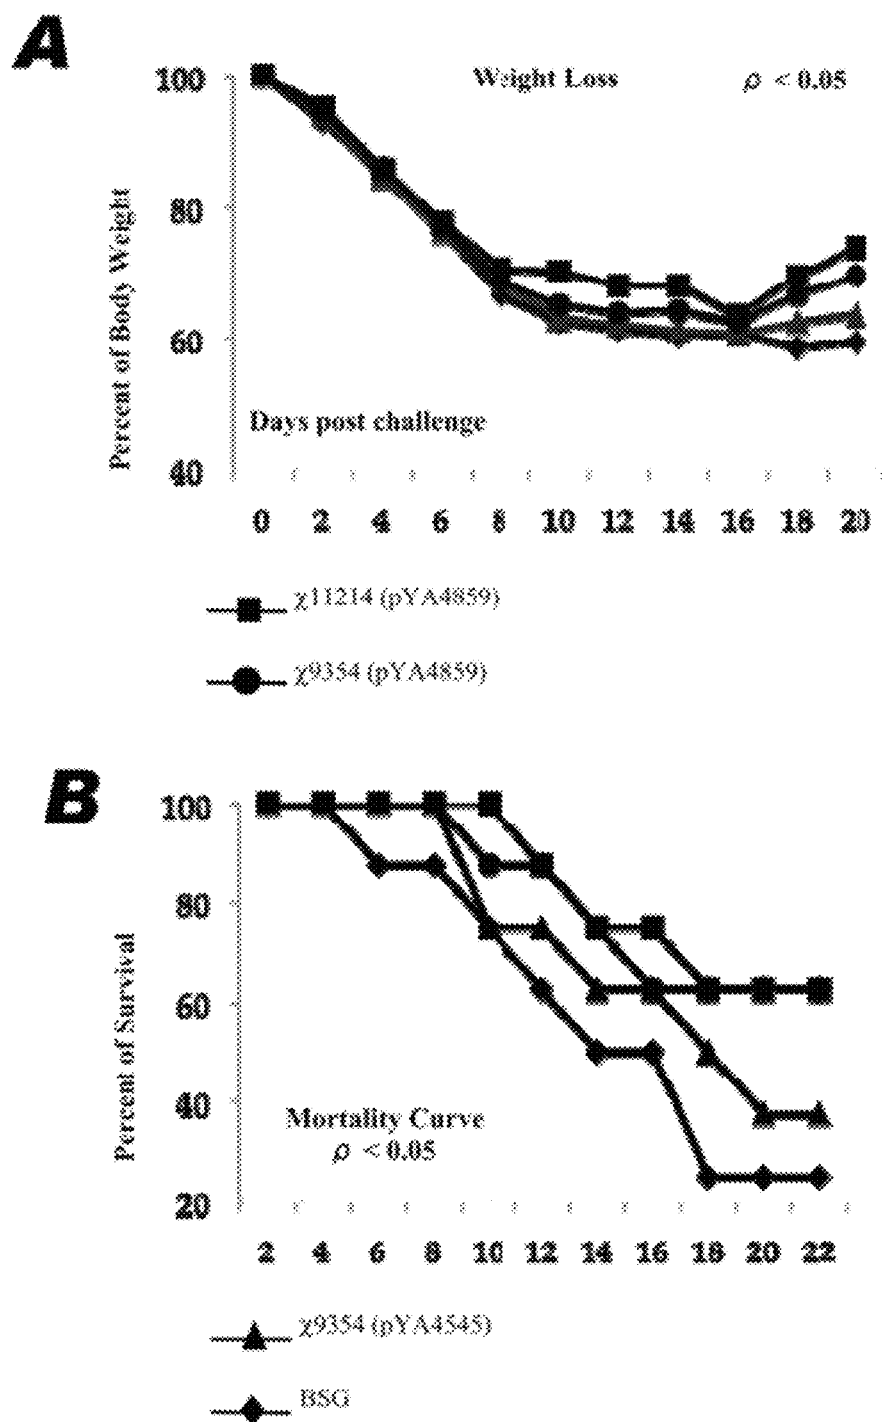 A
Weight Loss ρ < 0.05
100
80
60
40
Percent of Body Weight
Days post challenge
0 2 4 6 8 10 12 14 16 18 20
χ11214 (pYA4859)
χ9354 (pYA4859)
B
100
80
60
40
20
Percent of Survival
Mortality Curve
ρ < 0.05
2 4 6 8 10 12 14 16 18 20 22
χ9354 (pYA4545)
BSG